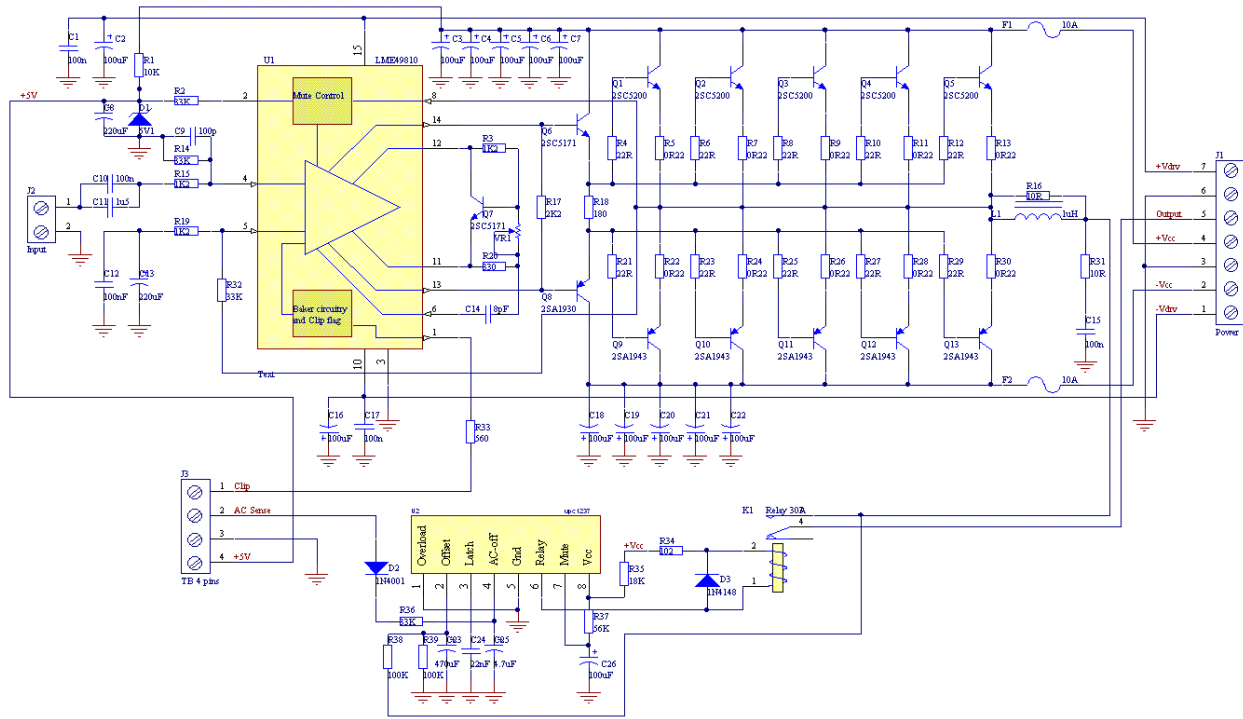 C1
100n
C2
100uF
R1
10K
U1
LME49810
15
C3
100uF
C4
100uF
C5
100uF
C6
100uF
C7
100uF
F1
10A
+5V
R2
33K
2
Mute Control
8
220uF
D1
5V1
C9
100p
R14
33K
R15
1K2
4
C10
100n
C11
1u5
J2
1
2
Input
R19
1K2
5
C12
100nF
220uF
R32
33K
14
12
R3
1K2
Q7
2SC5171
VR1
11
R20
330
13
6
C14
8pF
1
Baker circuitry
and Clip flag
10
3
Text
Q6
2SC5171
R17
2K2
R18
180
Q8
2SA1930
Q1
2SC5200
Q2
2SC5200
Q3
2SC5200
Q4
2SC5200
Q5
2SC5200
R4
22R
R5
0R22
R6
22R
R7
0R22
R8
22R
R9
0R22
R10
22R
R11
0R22
R12
22R
R13
0R22
R16
10R
L1
1uH
R21
22R
R22
0R22
R23
22R
R24
0R22
R25
22R
R26
0R22
R27
22R
R28
0R22
R29
22R
R30
0R22
R31
10R
C15
100n
Q9
2SA1943
Q10
2SA1943
Q11
2SA1943
Q12
2SA1943
Q13
2SA1943
J1
+Vdrv
7
6
Output
5
+Vcc
4
3
-Vcc
2
-Vdrv
1
Power
F2
10A
C16
100uF
C17
100n
R33
560
C18
100uF
C19
100uF
C20
100uF
C21
100uF
C22
100uF
J3
1
Clip
2
AC Sense
3
4
+5V
TB 4 pins
D2
1N4001
U2
upc1237
Overload
Offset
Latch
AC-off
Gnd
Relay
Mute
Vcc
1
2
3
4
5
6
7
8
+Vcc
R34
102
R35
18K
D3
1N4148
K1
Relay 30A
4
2
1
R36
33K
R37
56K
R38
100K
R39
100K
470uF
C24
22nF
4.7uF
C26
100uF